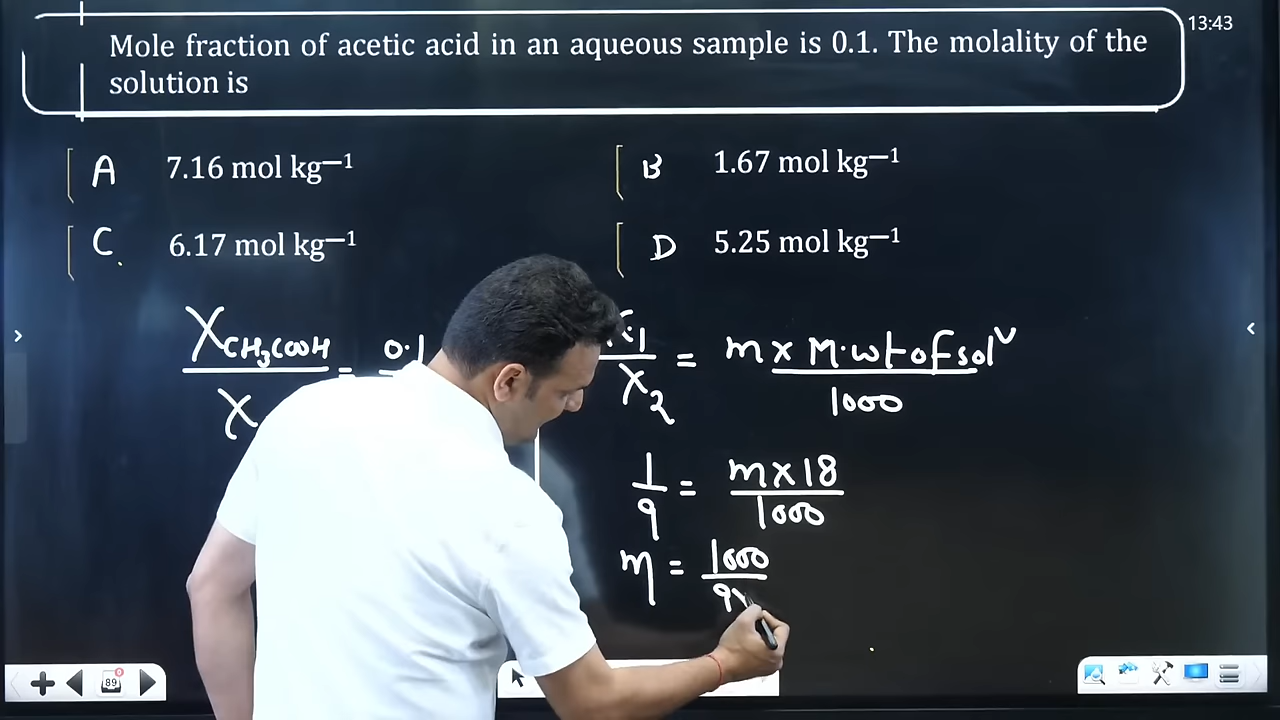 13:43
Mole fraction of acetic acid in an aqueous sample is 0.1. The molality of the
solution is
A 7.16 mol kg⁻¹
B 1.67 mol kg⁻¹
C. 6.17 mol kg⁻¹
D 5.25 mol kg⁻¹
X_CH₃COOH / X = 0.1
1 / X₂ = m × M.wt of solv / 1000
1/9 = m×18 / 1000
m = 1000 / 9×
89